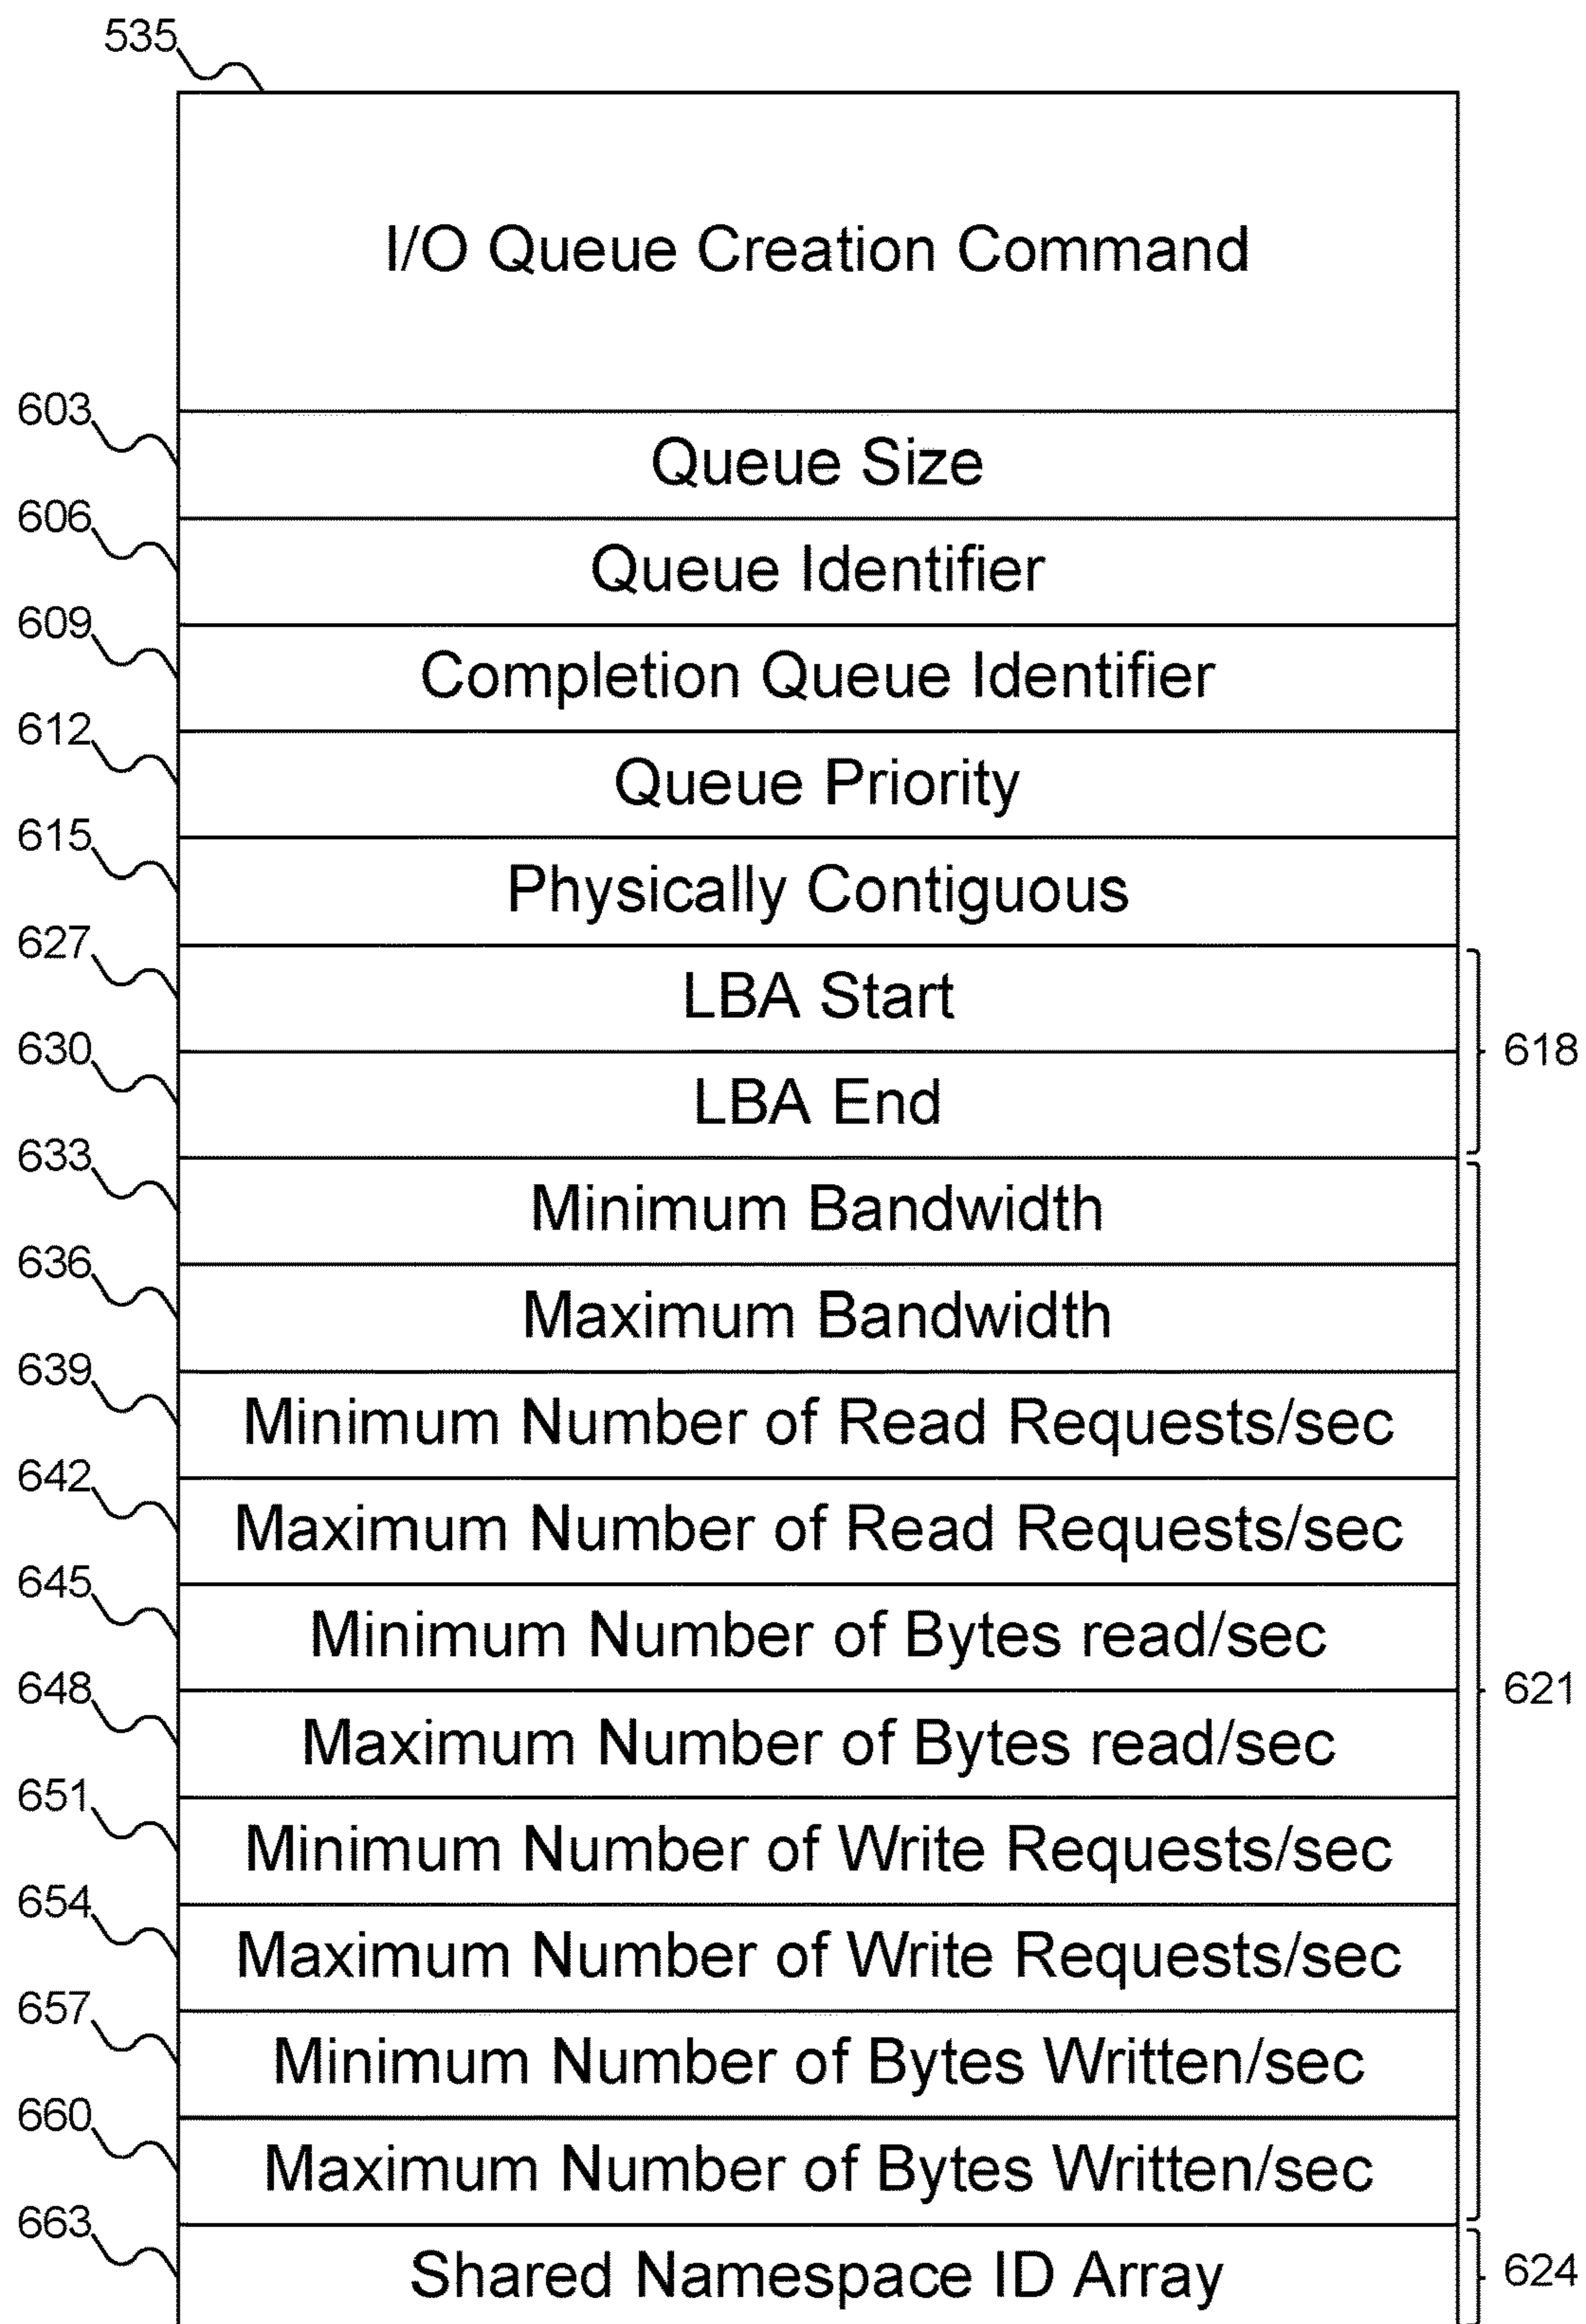 535
I/O Queue Creation Command
603
Queue Size
606
Queue Identifier
609
Completion Queue Identifier
612
Queue Priority
615
Physically Contiguous
627
LBA Start
618
630
LBA End
633
Minimum Bandwidth
636
Maximum Bandwidth
639
Minimum Number of Read Requests/sec
642
Maximum Number of Read Requests/sec
645
Minimum Number of Bytes read/sec
621
648
Maximum Number of Bytes read/sec
651
Minimum Number of Write Requests/sec
654
Maximum Number of Write Requests/sec
657
Minimum Number of Bytes Written/sec
660
Maximum Number of Bytes Written/sec
663
Shared Namespace ID Array
624